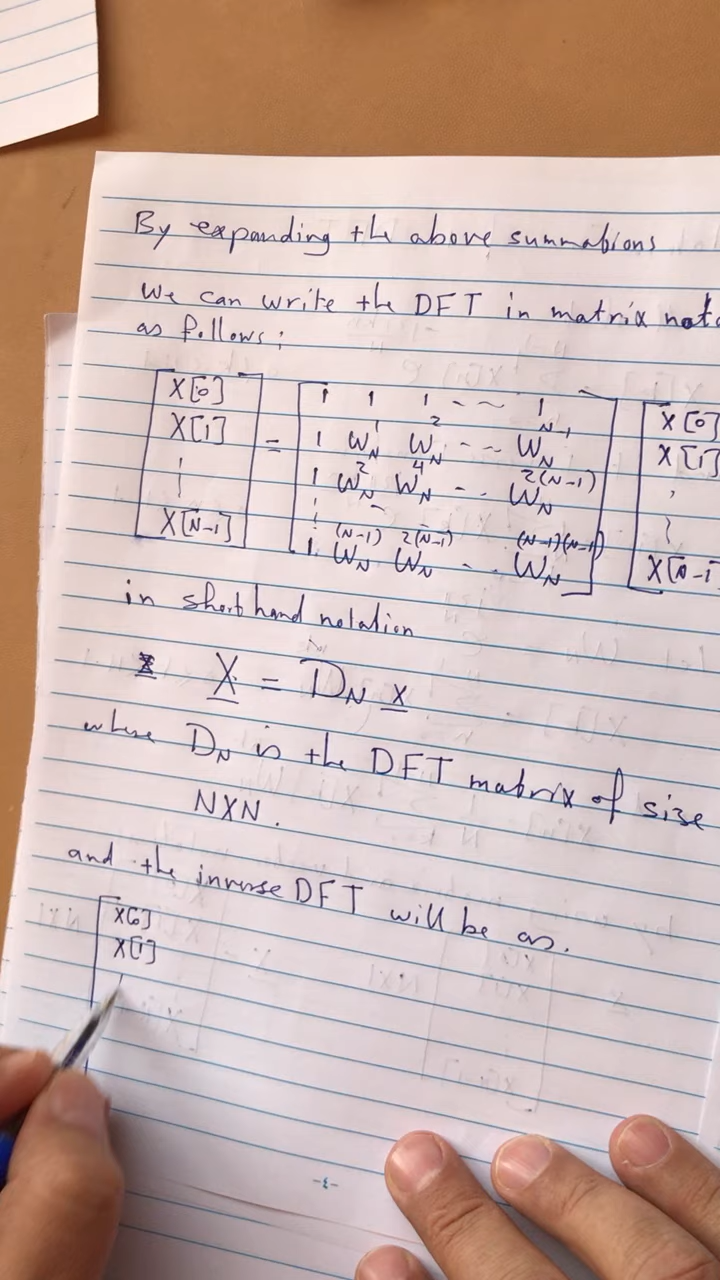 By expanding the above summations
We can write the DFT in matrix nota
as follows:
[X[0] X[1] ⋮ X[N-1]] = [1 1 1 -- 1; 1 W_N^1 W_N^2 -- W_N^{N-1}; 1 W_N^2 W_N^4 -- W_N^{2(N-1)}; ⋮; 1 W_N^{(N-1)} W_N^{2(N-1)} -- W_N^{(N-1)(N-1)}] [x[0] x[1] ⋮ x[N-1]
in shorthand notation
X = D_N x
where D_N is the DFT matrix of size
NXN.
and the inverse DFT will be as.
x[0]
x[1]
-4-